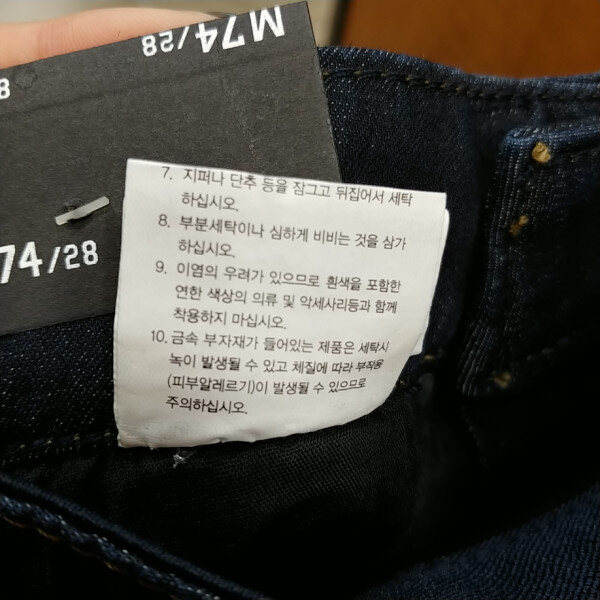 M74/28
8
74/28
7. 지퍼나 단추 등을 잠그고 뒤집어서 세탁
하십시오.
8. 부분세탁이나 심하게 비비는 것을 삼가
하십시오.
9. 이염의 우려가 있으므로 흰색을 포함한
연한 색상의 의류 및 악세사리등과 함께
착용하지 마십시오.
10. 금속 부자재가 들어있는 제품은 세탁시
녹이 발생될 수 있고 체질에 따라 부작용
(피부알레르기)이 발생될 수 있으므로
주의하십시오.